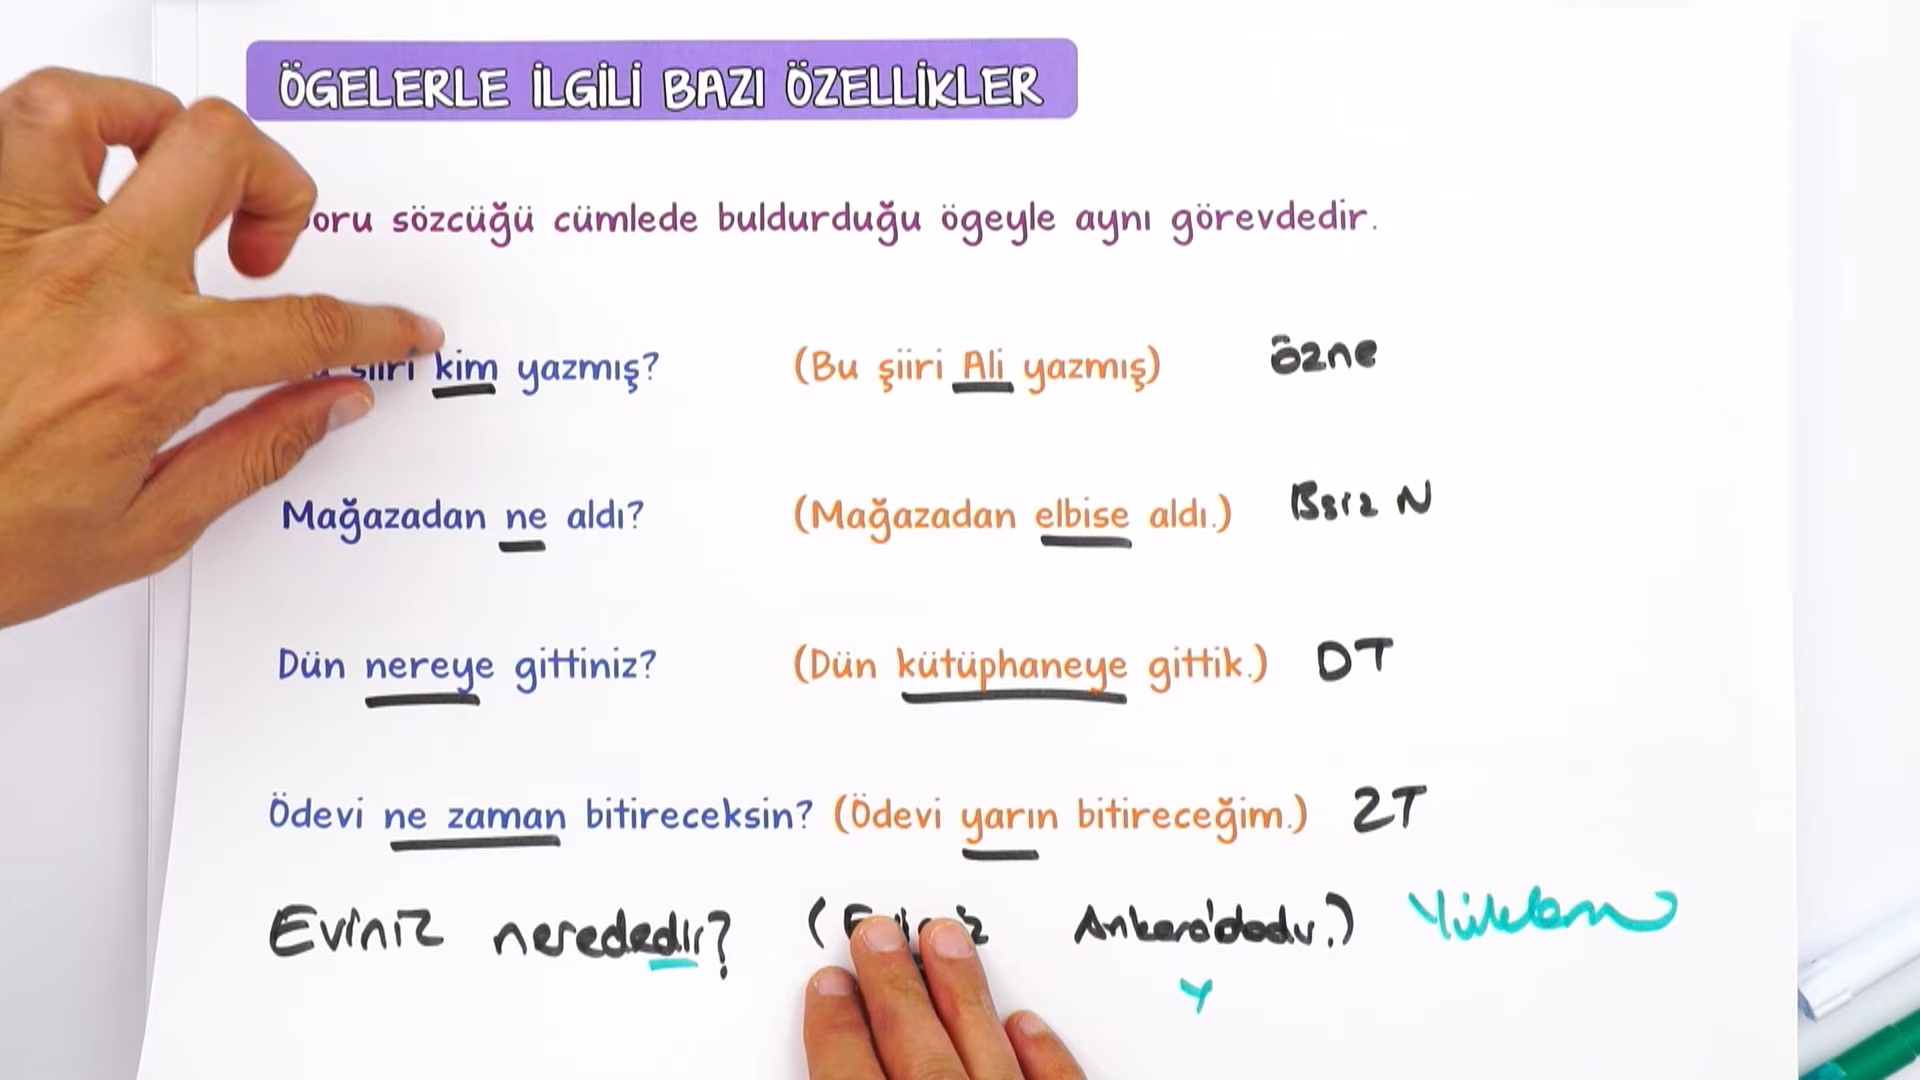 ÖGELERLE İLGİLİ BAZI ÖZELLİKLER
oru sözcüğü cümlede buldurduğu ögeyle aynı görevdedir.
şiiri kim yazmış? (Bu şiiri Ali yazmış) özne
Mağazadan ne aldı? (Mağazadan elbise aldı.) Bsiz N
Dün nereye gittiniz? (Dün kütüphaneye gittik.) DT
Ödevi ne zaman bitireceksin? (Ödevi yarın bitireceğim.) ZT
Eviniz nerededir? ( Ankara'dadır.) Yüklem
Y